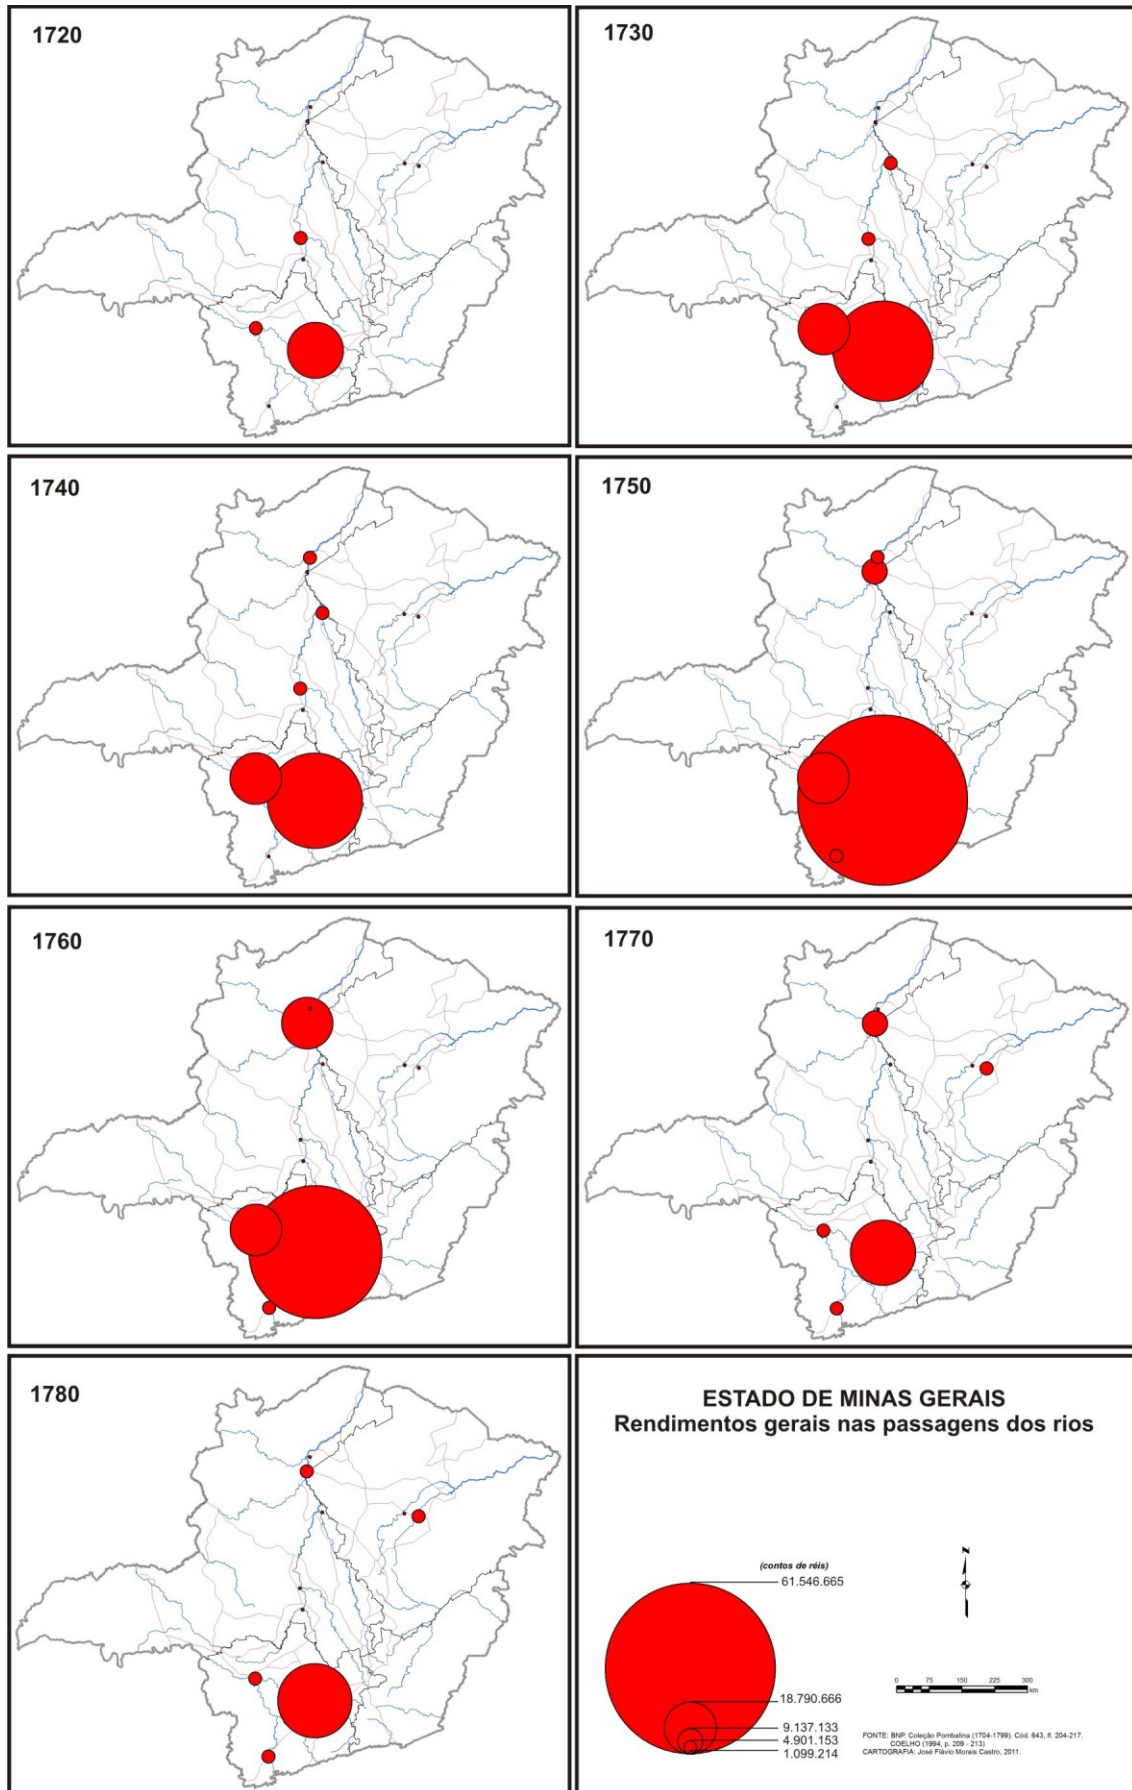 1720
1730
1740
1750
1760
1770
1780
ESTADO DE MINAS GERAIS
Rendimentos gerais nas passagens dos rios
(contos de réis)
61.546.665
18.790.666
9.137.133
4.901.153
1.099.214
N
0 75 150 225 300
km
FONTE: BNP. Coleção Pombalina (1704-1799). Cód. 643, fl. 204-217.
COELHO (1994, p. 209 - 213)
CARTOGRAFIA: José Flávio Morais Castro, 2011.